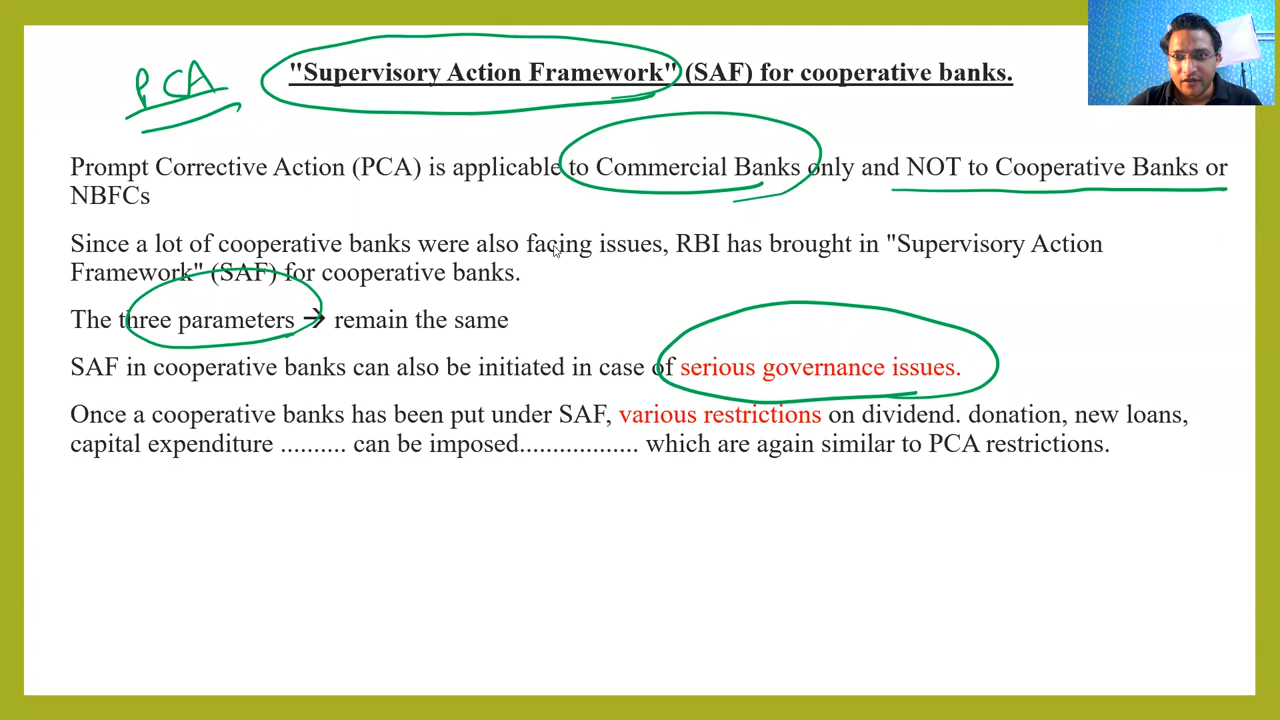 PCA
"Supervisory Action Framework" (SAF) for cooperative banks.
Prompt Corrective Action (PCA) is applicable to Commercial Banks only and NOT to Cooperative Banks or
NBFCs
Since a lot of cooperative banks were also facing issues, RBI has brought in "Supervisory Action
Framework" (SAF) for cooperative banks.
The three parameters → remain the same
SAF in cooperative banks can also be initiated in case of serious governance issues.
Once a cooperative banks has been put under SAF, various restrictions on dividend. donation, new loans,
capital expenditure .......... can be imposed.................. which are again similar to PCA restrictions.